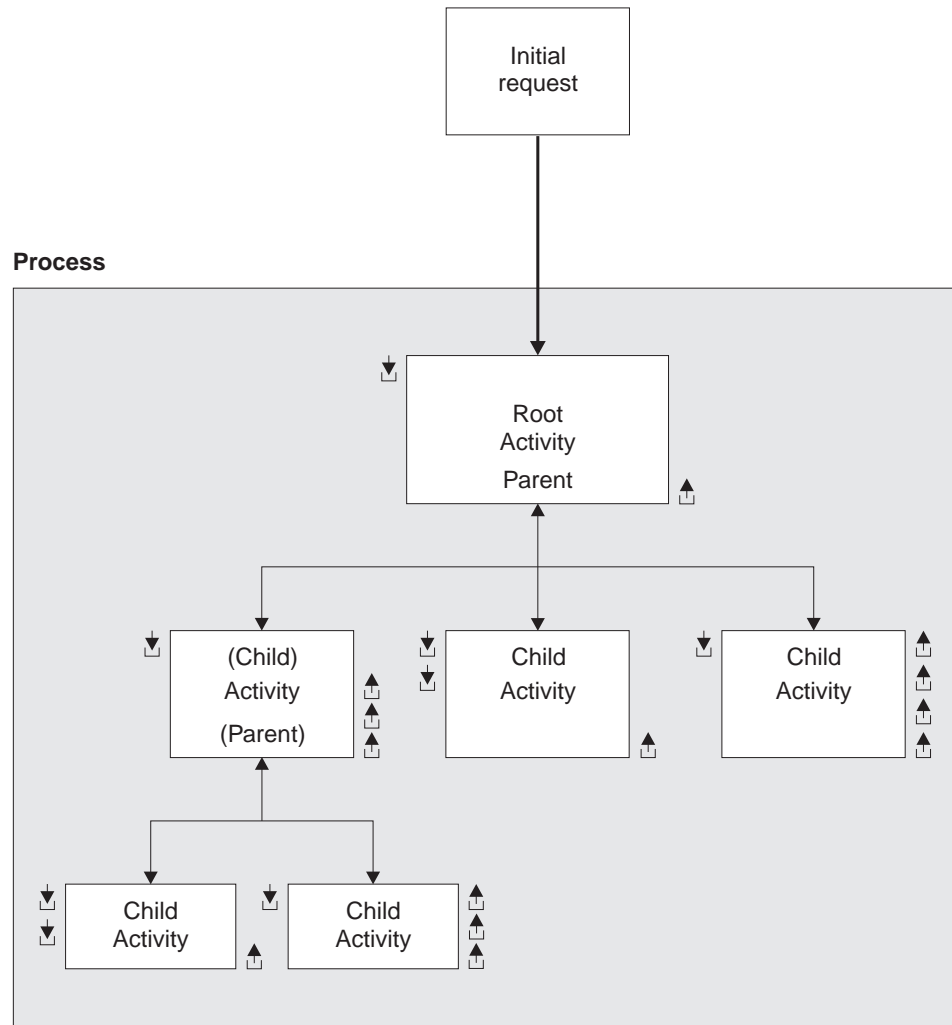 Initial
request
Process
Root
Activity
Parent
(Child)
Activity
(Parent)
Child
Activity
Child
Activity
Child
Activity
Child
Activity